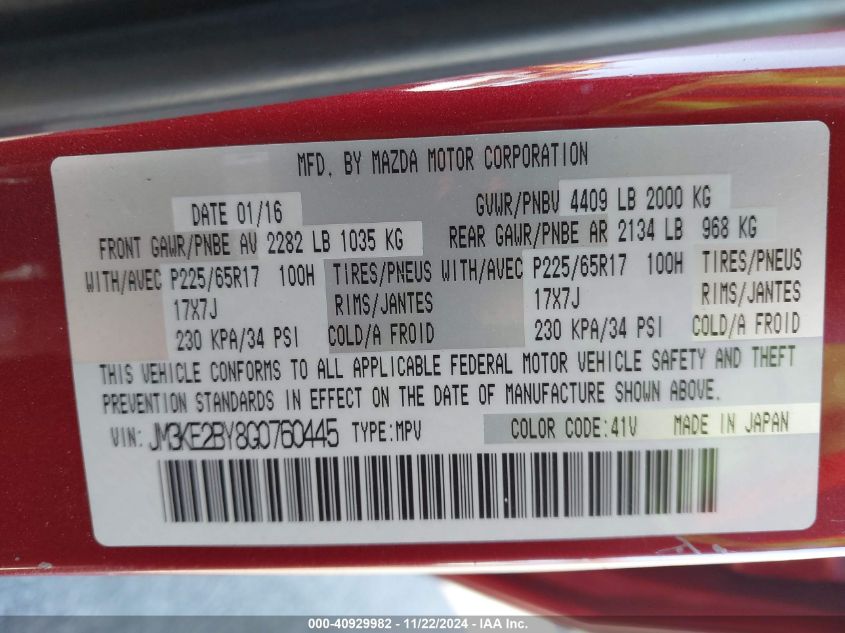 MFD. BY MAZDA MOTOR CORPORATION
DATE 01/16 GVWR/PNBV 4409 LB 2000 KG
FRONT GAWR/PNBE AV 2282 LB 1035 KG REAR GAWR/PNBE AR 2134 LB 968 KG
WITH/AVEC P225/65R17 100H TIRES/PNEUS WITH/AVEC P225/65R17 100H TIRES/PNEUS
17X7J RIMS/JANTES 17X7J RIMS/JANTES
230 KPA/34 PSI COLD/A FROID 230 KPA/34 PSI COLD/A FROID
THIS VEHICLE CONFORMS TO ALL APPLICABLE FEDERAL MOTOR VEHICLE SAFETY AND THEFT
PREVENTION STANDARDS IN EFFECT ON THE DATE OF MANUFACTURE SHOWN ABOVE.
VIN: JM3KE2BY8G0760445 TYPE:MPV COLOR CODE:41V MADE IN JAPAN
000-40929982 - 11/22/2024 - IAA Inc.